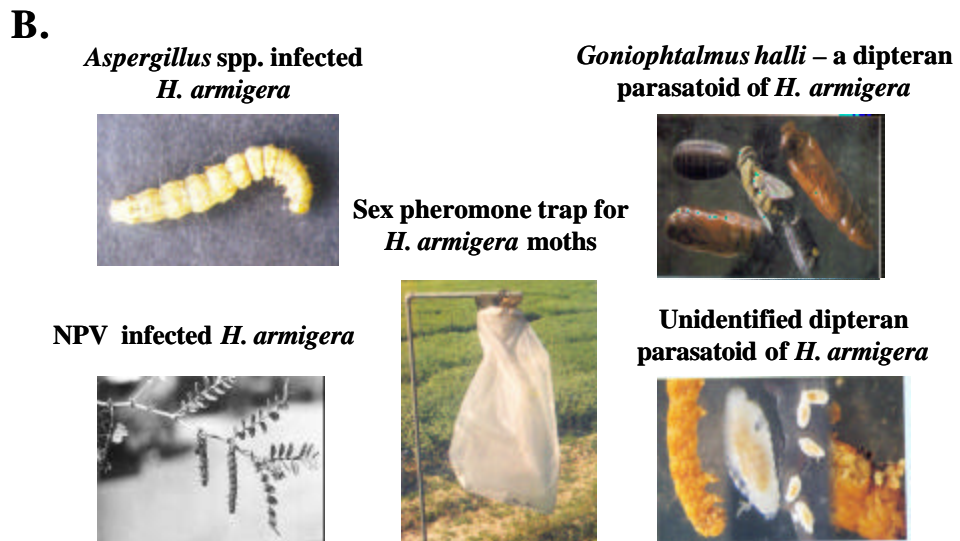 B.
Aspergillus spp. infected
H. armigera
Goniophtalmus halli – a dipteran
parasatoid of H. armigera
Sex pheromone trap for
H. armigera moths
NPV infected H. armigera
Unidentified dipteran
parasatoid of H. armigera